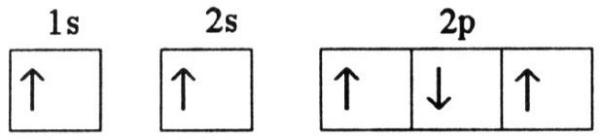 1s 2s 2p
↑ ↑ ↑ ↓ ↑